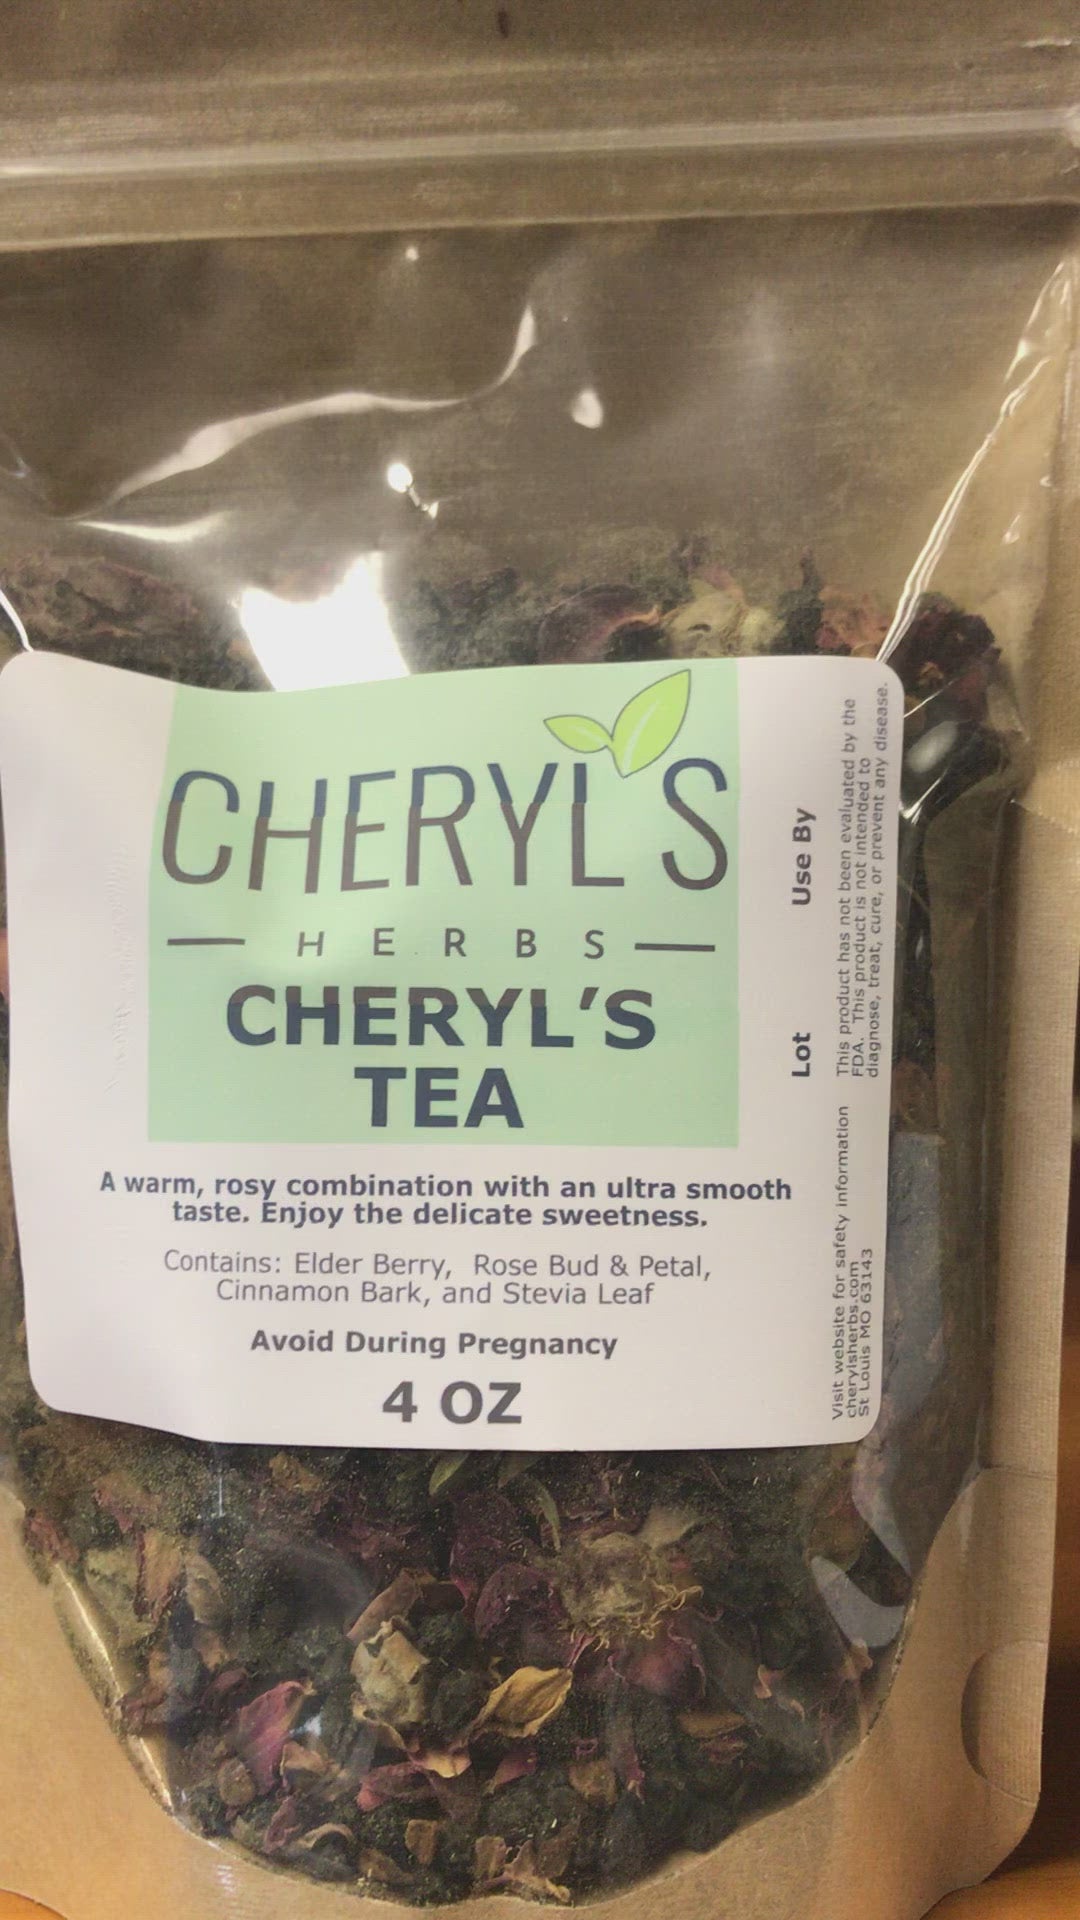 CHERYL'S
HERBS
CHERYL'S
TEA
A warm, rosy combination with an ultra smooth
taste. Enjoy the delicate sweetness.
Contains: Elder Berry, Rose Bud & Petal,
Cinnamon Bark, and Stevia Leaf
Avoid During Pregnancy
4 OZ
Lot
Use By
This product has not been evaluated by the
FDA. This product is not intended to
diagnose, treat, cure, or prevent any disease.
Visit website for safety information
cherylsherbs.com
St Louis MO 63143